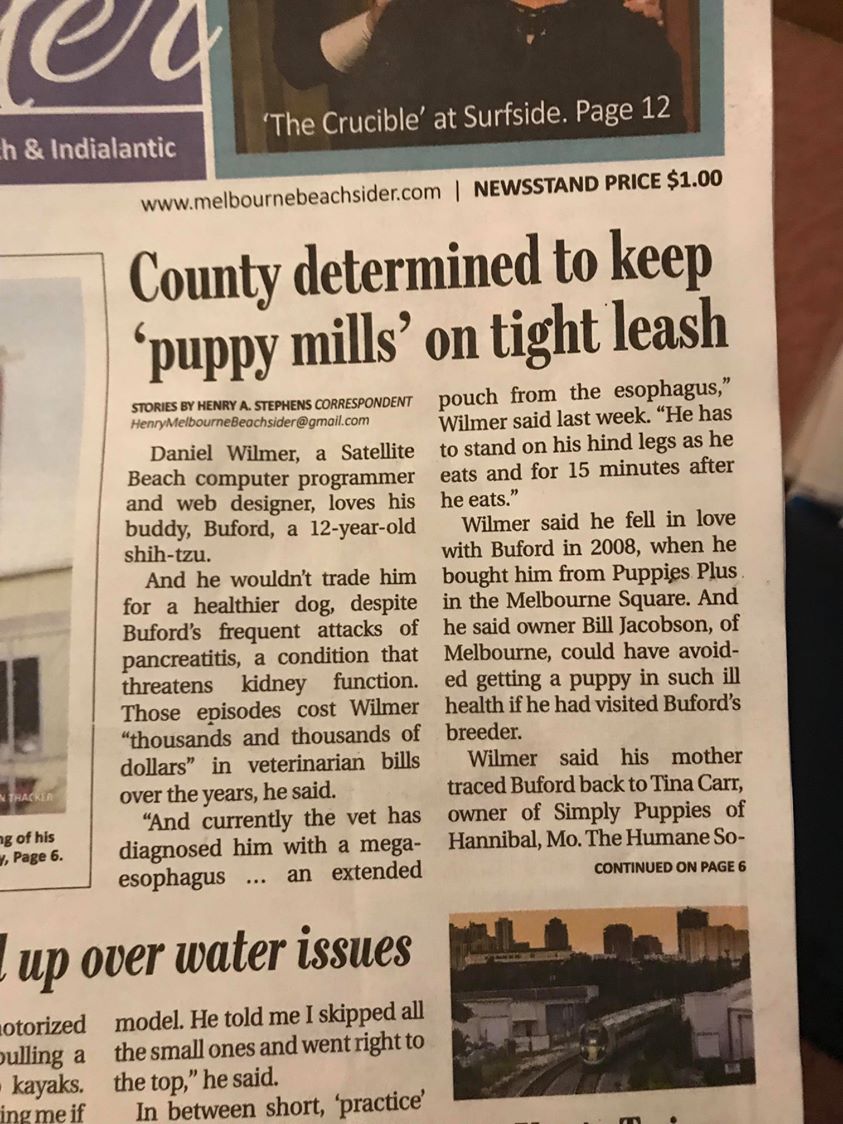 er
'The Crucible' at Surfside. Page 12
h & Indialantic
www.melbournebeachsider.com | NEWSSTAND PRICE $1.00
County determined to keep
'puppy mills' on tight leash
STORIES BY HENRY A. STEPHENS CORRESPONDENT
HenryMelbourneBeachsider@gmail.com
Daniel Wilmer, a Satellite
Beach computer programmer
and web designer, loves his
buddy, Buford, a 12-year-old
shih-tzu.
And he wouldn't trade him
for a healthier dog, despite
Buford's frequent attacks of
pancreatitis, a condition that
threatens kidney function.
Those episodes cost Wilmer
"thousands and thousands of
dollars" in veterinarian bills
over the years, he said.
"And currently the vet has
diagnosed him with a mega-
esophagus ... an extended
pouch from the esophagus,"
Wilmer said last week. "He has
to stand on his hind legs as he
eats and for 15 minutes after
he eats."
Wilmer said he fell in love
with Buford in 2008, when he
bought him from Puppies Plus
in the Melbourne Square. And
he said owner Bill Jacobson, of
Melbourne, could have avoid-
ed getting a puppy in such ill
health if he had visited Buford's
breeder.
Wilmer said his mother
traced Buford back to Tina Carr,
owner of Simply Puppies of
Hannibal, Mo. The Humane So-
CONTINUED ON PAGE 6
N THACKER
ng of his
y, Page 6.
up over water issues
otorized
pulling a
kayaks.
ing me if
model. He told me I skipped all
the small ones and went right to
the top," he said.
In between short, 'practice'